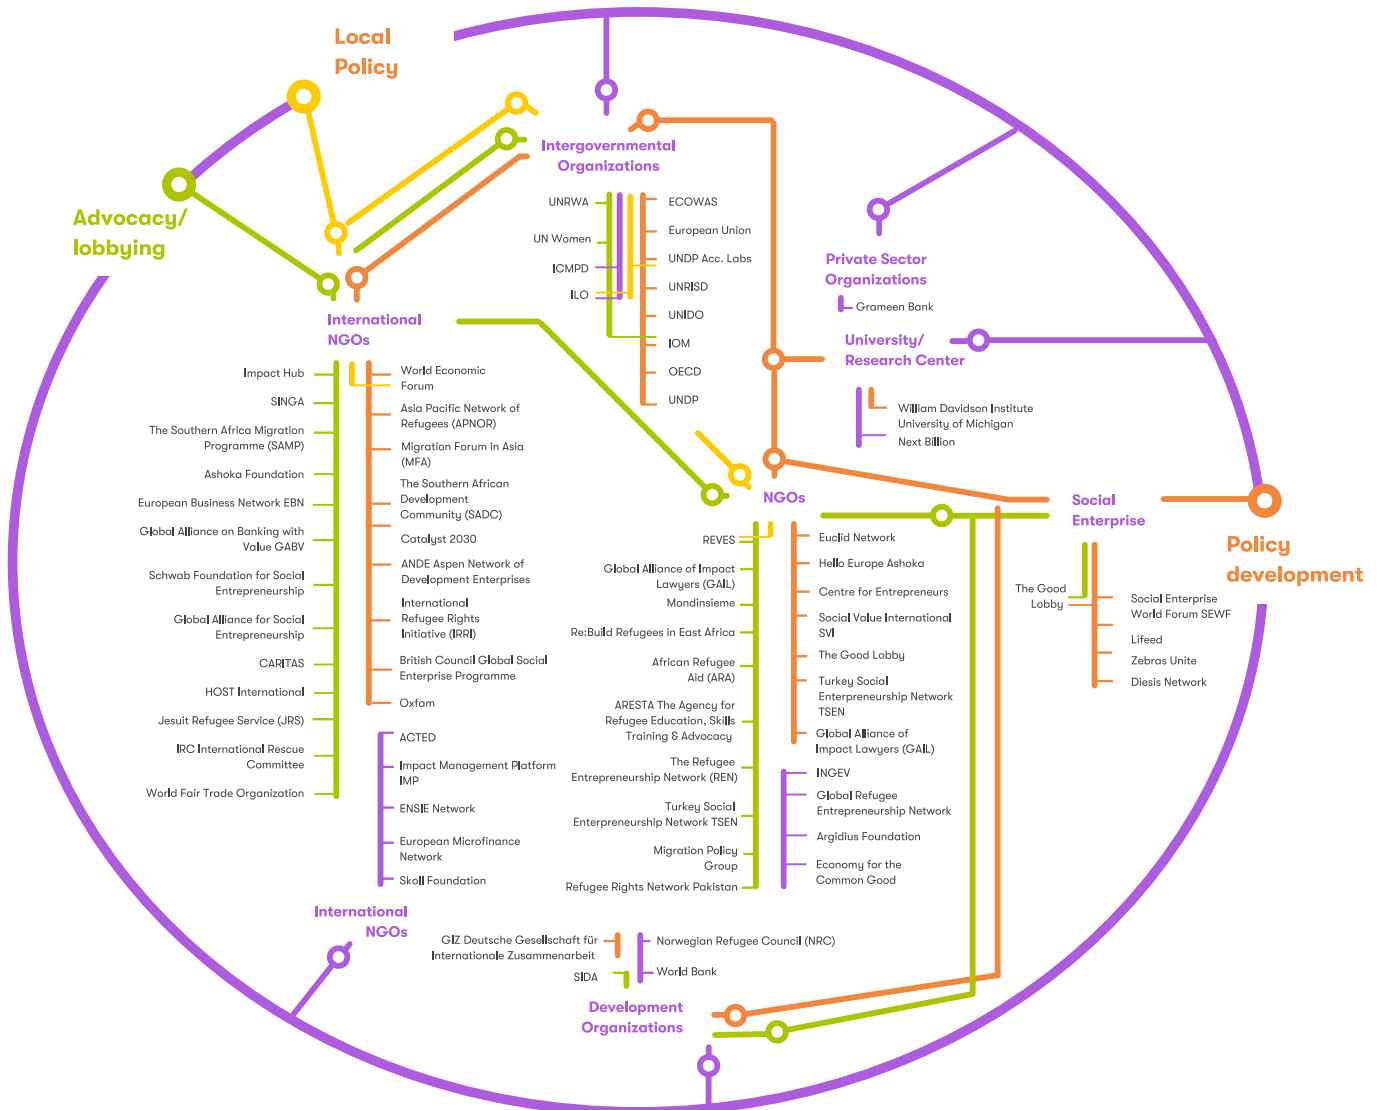 Local
Policy
Advocacy/
lobbying
Intergovernmental
Organizations
UNRWA
UN Women
ICMPD
ILO
ECOWAS
European Union
UNDP Acc. Labs
UNRISD
UNIDO
IOM
OECD
UNDP
Private Sector
Organizations
Grameen Bank
University/
Research Center
William Davidson Institute
University of Michigan
Next Billion
International
NGOs
Impact Hub
SINGA
The Southern Africa Migration
Programme (SAMP)
Ashoka Foundation
European Business Network EBN
Global Alliance on Banking with
Value GABV
Schwab Foundation for Social
Entrepreneurship
Global Alliance for Social
Entrepreneurship
CARITAS
HOST International
Jesuit Refugee Service (JRS)
IRC International Rescue
Committee
World Fair Trade Organization
World Economic
Forum
Asia Pacific Network of
Refugees (APNOR)
Migration Forum in Asia
(MFA)
The Southern African
Development
Community (SADC)
Catalyst 2030
ANDE Aspen Network of
Development Enterprises
International
Refugee Rights
Initiative (IRRI)
British Council Global Social
Enterprise Programme
Oxfam
ACTED
Impact Management Platform
IMP
ENSIE Network
European Microfinance
Network
Skoll Foundation
International
NGOs
NGOs
REVES
Global Alliance of Impact
Lawyers (GAIL)
Mondinsieme
Re:Build Refugees in East Africa
African Refugee
Aid (ARA)
ARESTA The Agency for
Refugee Education, Skills
Training & Advocacy
The Refugee
Entrepreneurship Network (REN)
Turkey Social
Enterpreneurship Network TSEN
Migration Policy
Group
Refugee Rights Network Pakistan
Euclid Network
Hello Europe Ashoka
Centre for Entrepreneurs
Social Value International
SVI
The Good Lobby
Turkey Social
Enterpreneurship Network
TSEN
Global Alliance of
Impact Lawyers (GAIL)
INGEV
Global Refugee
Entrepreneurship Network
Argidius Foundation
Economy for the
Common Good
Social
Enterprise
The Good
Lobby
Social Enterprise
World Forum SEWF
Lifeed
Zebras Unite
Diesis Network
Policy
development
GIZ Deutsche Gesellschaft für
Internationale Zusammenarbeit
SIDA
Norwegian Refugee Council (NRC)
World Bank
Development
Organizations